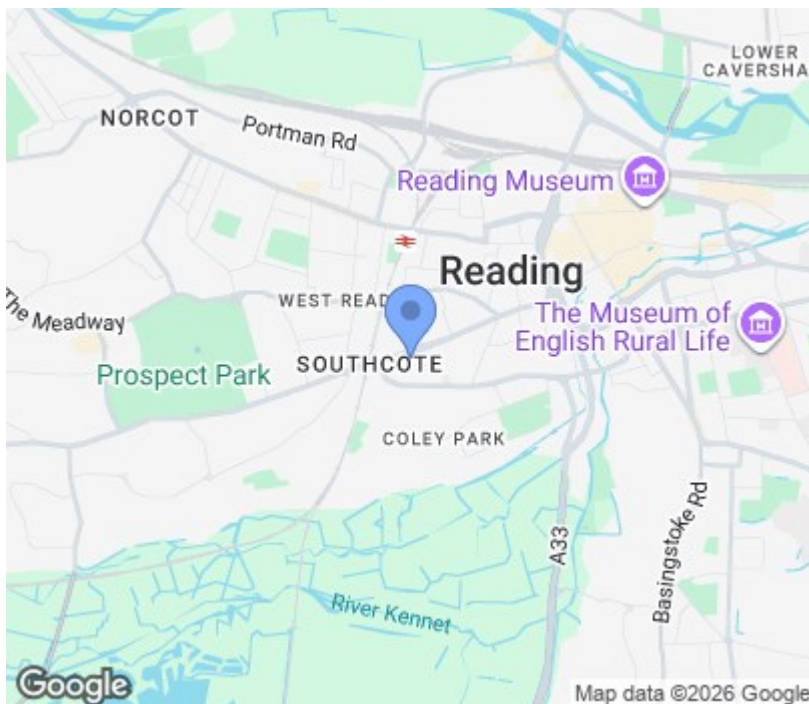 LOWER
CAVERSHA
NORCOT
Portman Rd
Reading Museum
Reading
The Meadway
WEST READ
The Museum of
English Rural Life
SOUTHCOTE
Prospect Park
COLEY PARK
A33
Basingstoke Rd
River Kennet
Google
Map data ©2026 Google